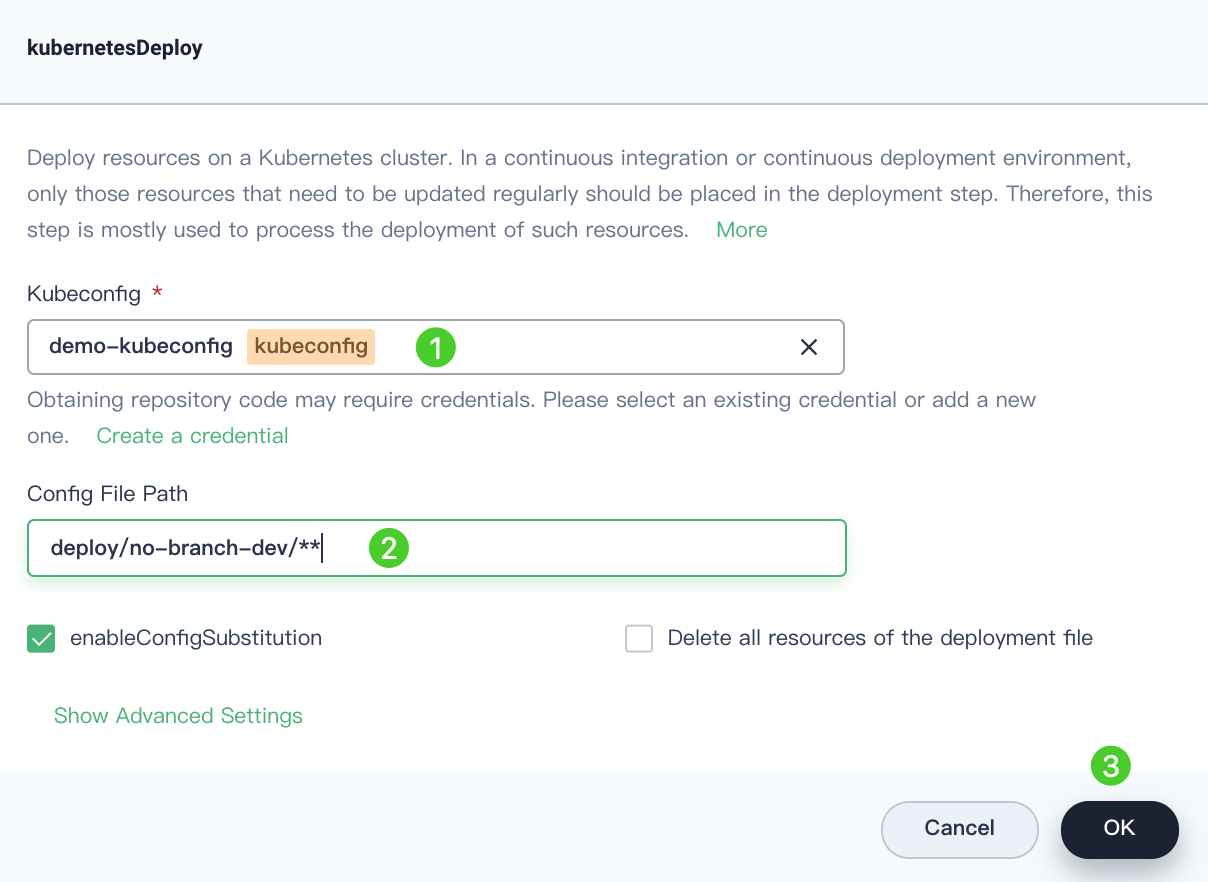 kubernetesDeploy
Deploy resources on a Kubernetes cluster. In a continuous integration or continuous deployment environment,
only those resources that need to be updated regularly should be placed in the deployment step. Therefore, this
step is mostly used to process the deployment of such resources. More
Kubeconfig *
demo-kubeconfig kubeconfig 1
Obtaining repository code may require credentials. Please select an existing credential or add a new
one. Create a credential
Config File Path
deploy/no-branch-dev/** 2
enableConfigSubstitution Delete all resources of the deployment file
Show Advanced Settings
3
Cancel OK